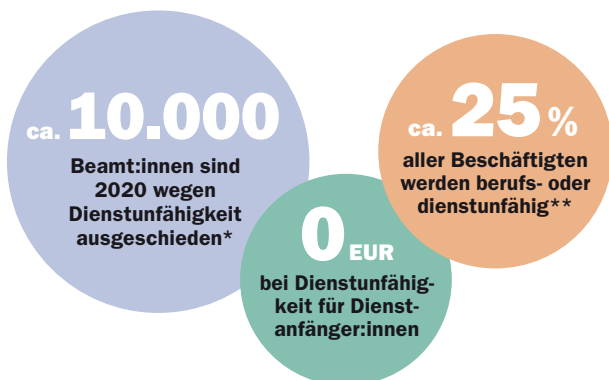 ca. 10.000
Beamt:innen sind
2020 wegen
Dienstunfähigkeit
ausgeschieden*
0 EUR
bei Dienstunfähig-
keit für Dienst-
anfänger:innen
ca. 25 %
aller Beschäftigten
werden berufs- oder
dienstunfähig**